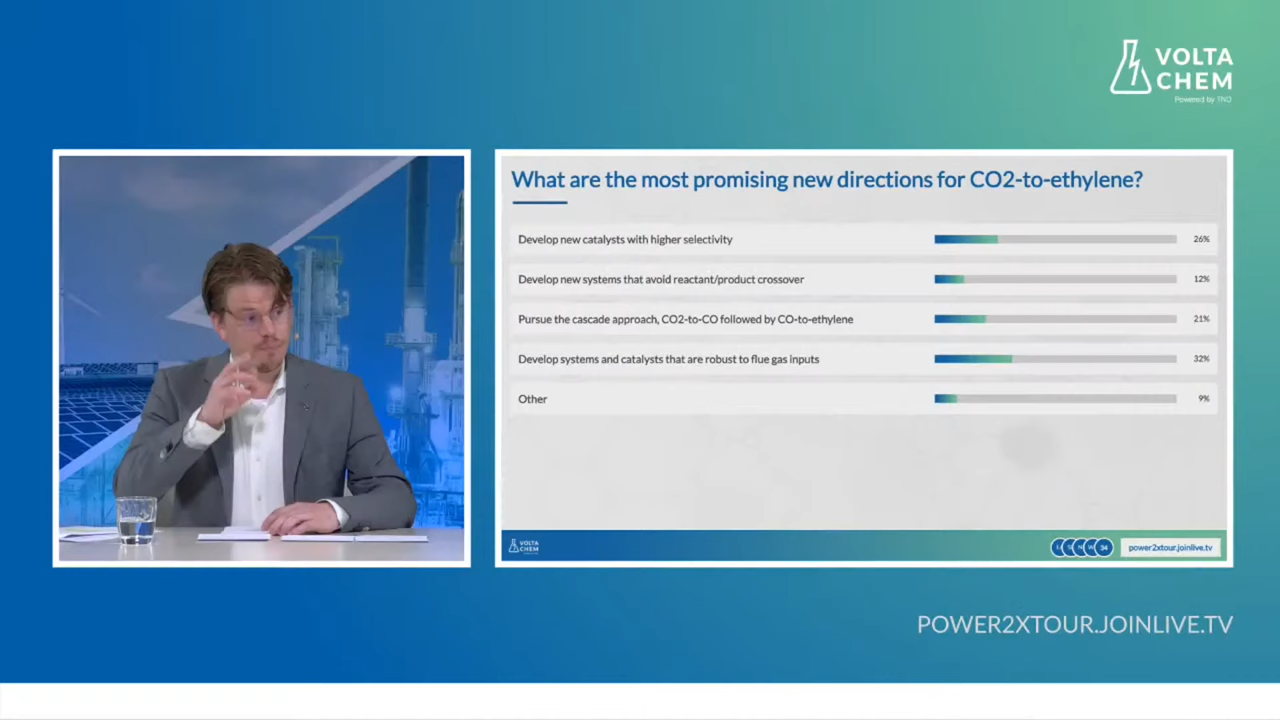 VOLTA
CHEM
Powered by TNO
What are the most promising new directions for CO2-to-ethylene?
Develop new catalysts with higher selectivity 26%
Develop new systems that avoid reactant/product crossover 12%
Pursue the cascade approach, CO2-to-CO followed by CO-to-ethylene 21%
Develop systems and catalysts that are robust to flue gas inputs 32%
Other 9%
VOLTA
CHEM
34
power2xtour.joinlive.tv
POWER2XTOUR.JOINLIVE.TV